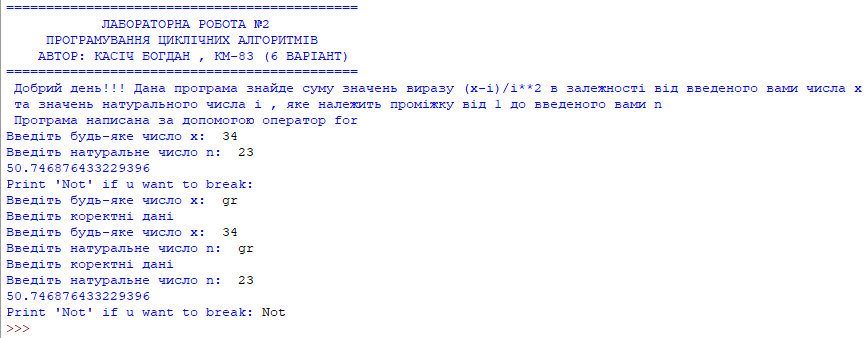 ============================================
ЛАБОРАТОРНА РОБОТА №2
ПРОГРАМУВАННЯ ЦИКЛІЧНИХ АЛГОРИТМІВ
АВТОР: КАСІЧ БОГДАН , КМ-83 (6 ВАРІАНТ)
============================================
Добрий день!!! Дана програма знайде суму значень виразу (x-i)/i**2 в залежності від введеного вами числа x
та значень натурального числа i , яке належить проміжку від 1 до введеного вами n
Програма написана за допомогою оператор for
Введіть будь-яке число x:  34
Введіть натуральне число n:  23
50.746876433229396
Print 'Not' if u want to break:
Введіть будь-яке число x:  gr
Введіть коректні дані
Введіть будь-яке число x:  34
Введіть натуральне число n:  gr
Введіть коректні дані
Введіть натуральне число n:  23
50.746876433229396
Print 'Not' if u want to break: Not
>>>